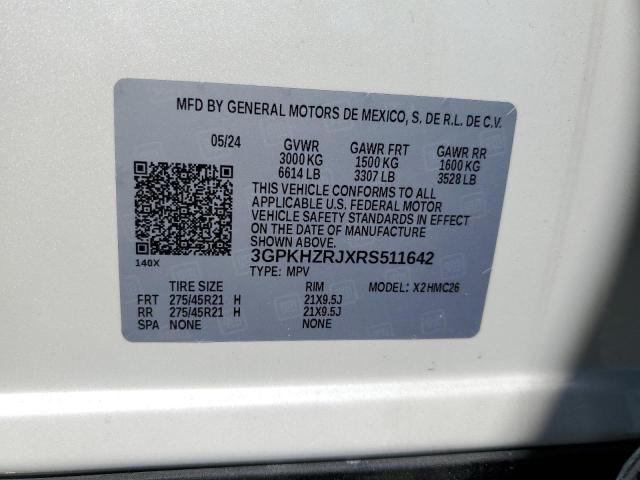 MFD BY GENERAL MOTORS DE MEXICO, S. DE R.L. DE C.V.
05/24 GVWR GAWR FRT GAWR RR
3000 KG 1500 KG 1600 KG
6614 LB 3307 LB 3528 LB
THIS VEHICLE CONFORMS TO ALL
APPLICABLE U.S. FEDERAL MOTOR
VEHICLE SAFETY STANDARDS IN EFFECT
ON THE DATE OF MANUFACTURE
SHOWN ABOVE.
140X 3GPKHZRJXRS511642
TYPE: MPV
TIRE SIZE RIM MODEL: X2HMC26
FRT 275/45R21 H 21X9.5J
RR 275/45R21 H 21X9.5J
SPA NONE NONE